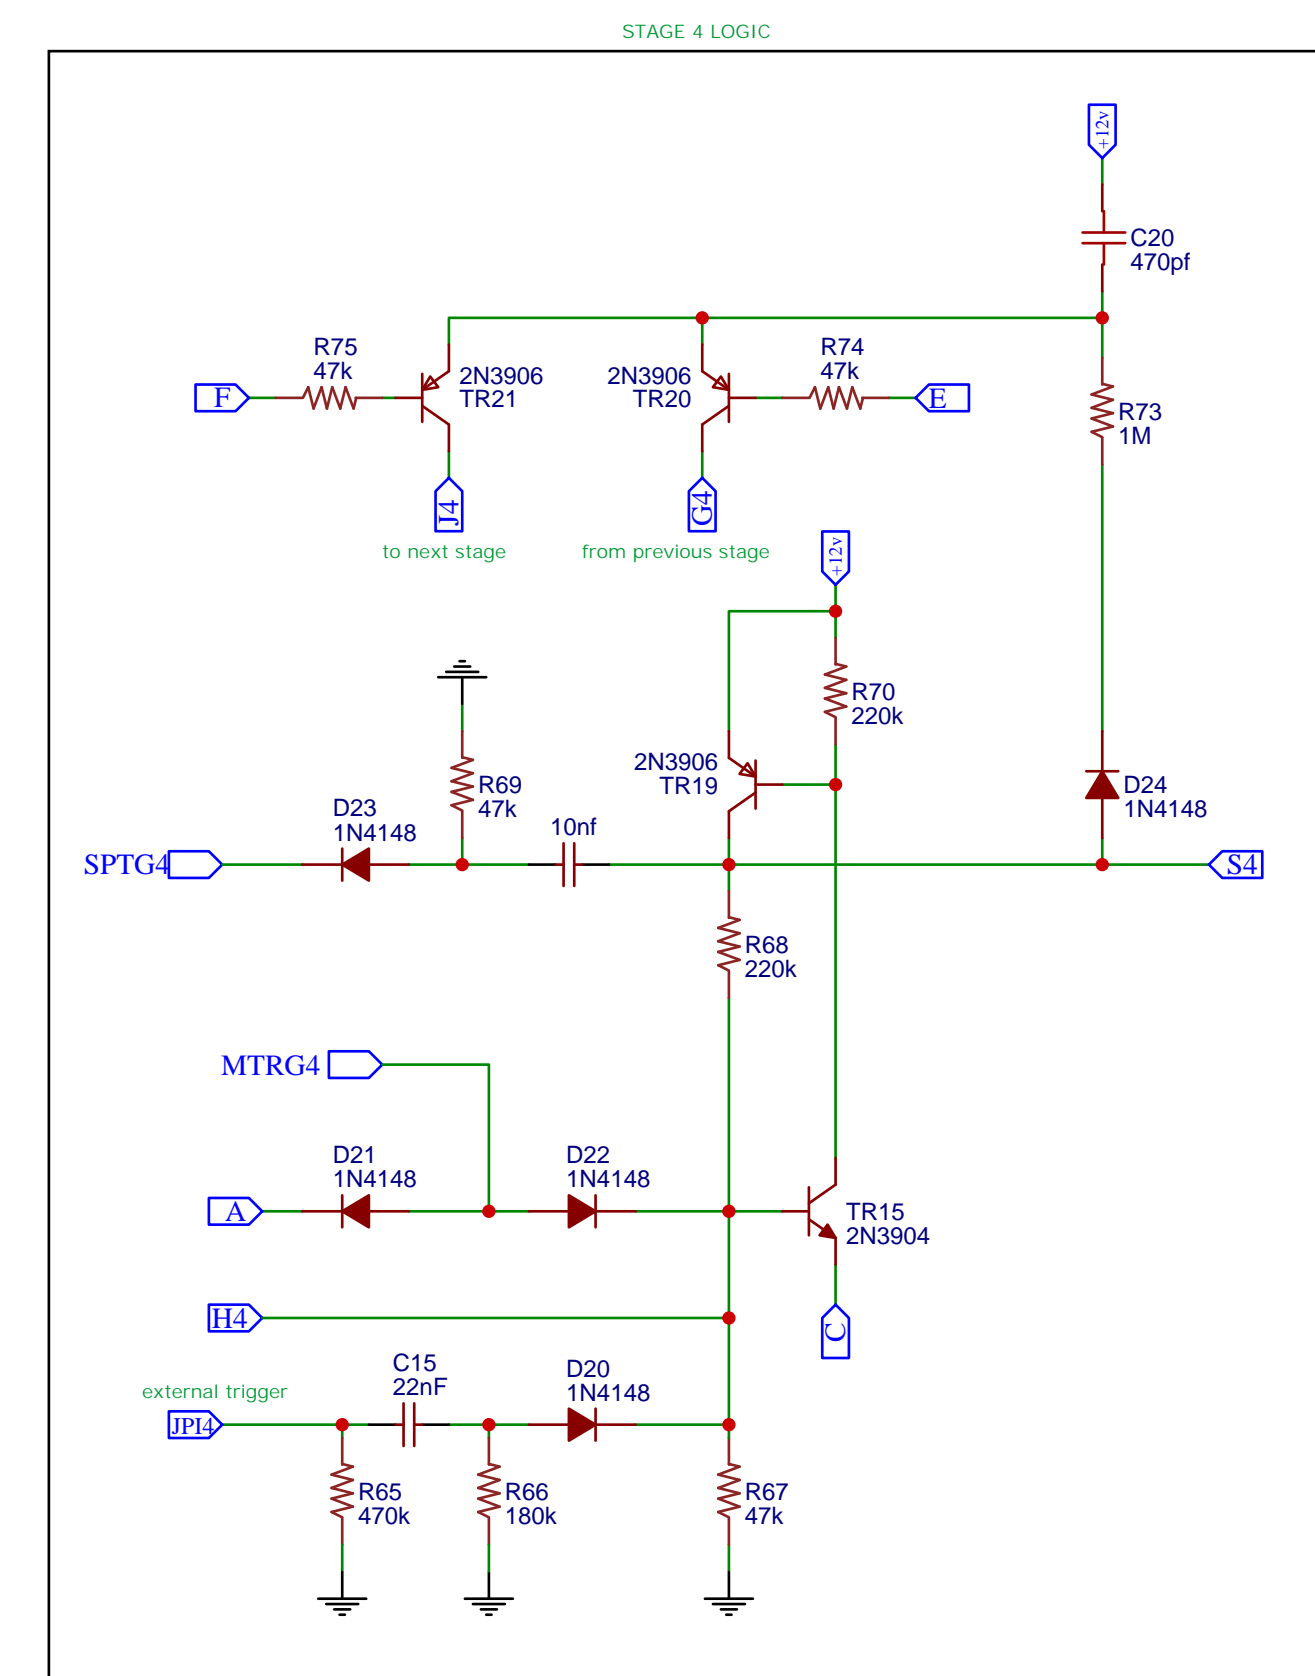 STAGE 4 LOGIC
+12v
C20
470pf
R75
47k
R74
47k
F
2N3906
TR21
2N3906
TR20
E
R73
1M
J4
G4
to next stage
from previous stage
+12v
R70
220k
2N3906
TR19
R69
47k
D24
1N4148
D23
1N4148
10nf
SPTG4
S4
R68
220k
MTRG4
D21
1N4148
D22
1N4148
A
TR15
2N3904
H4
C
C15
22nF
D20
1N4148
external trigger
JPI4
R65
470k
R66
180k
R67
47k